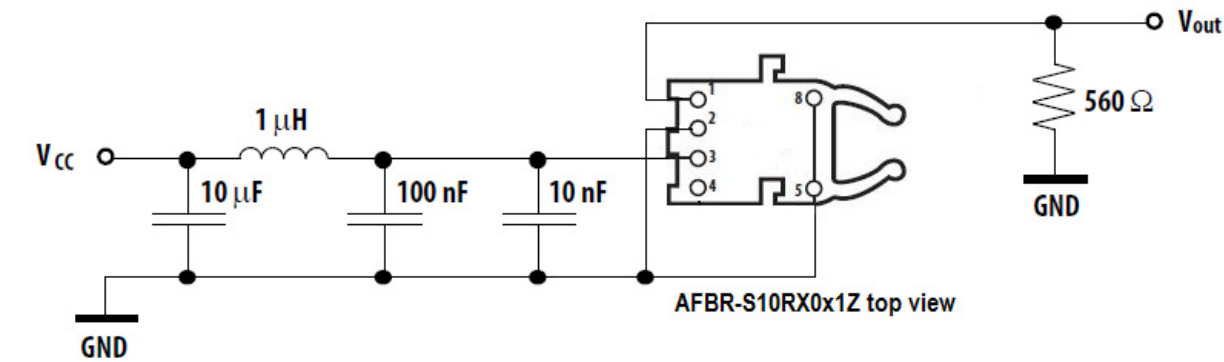 Vout
1
8
560 Ω
2
1 μH
VCC
3
10 μF
100 nF
10 nF
4
5
GND
AFBR-S10RX0x1Z top view
GND